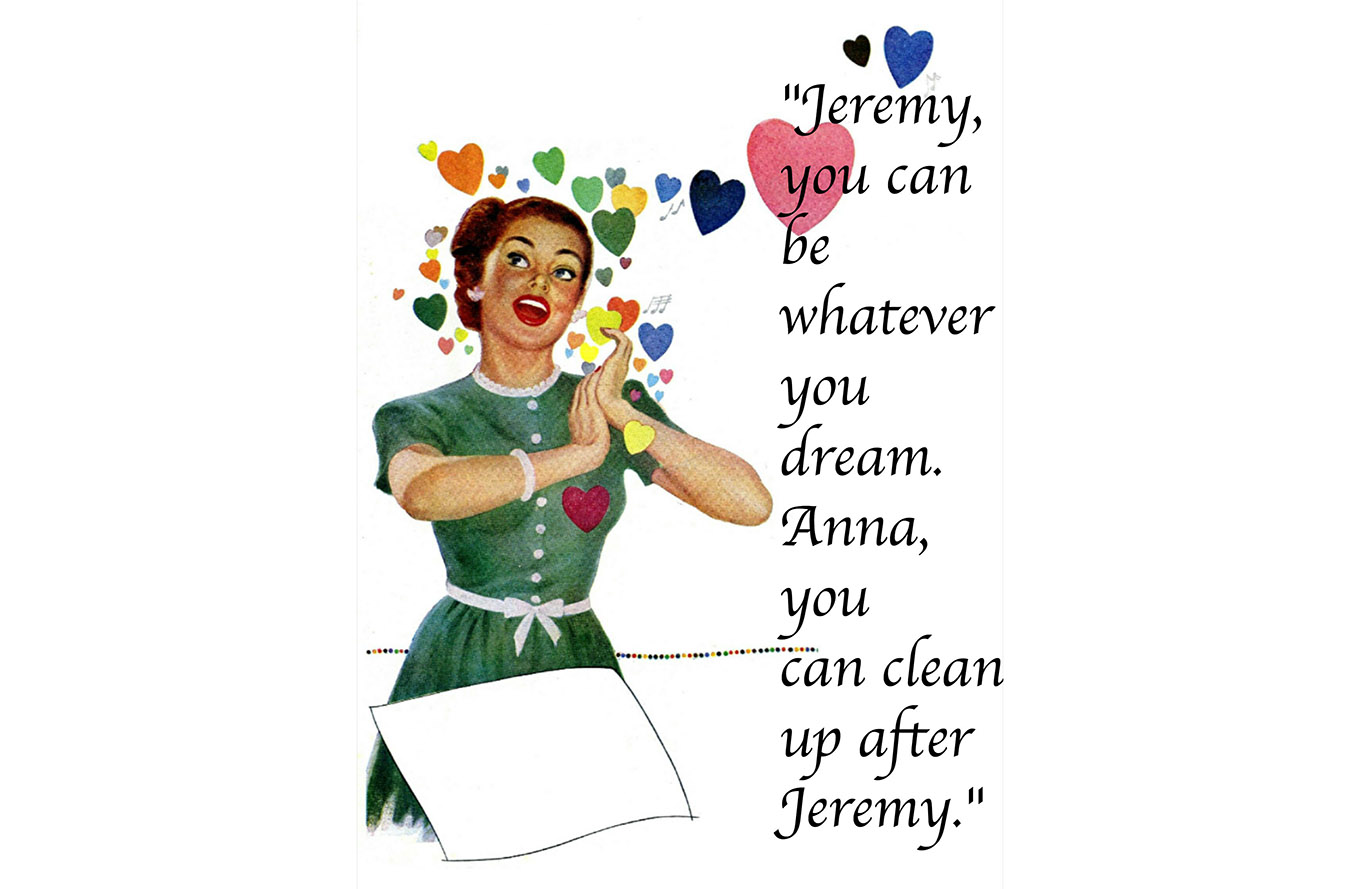 "Jeremy,
you can
be
whatever
you
dream.
Anna,
you
can clean
up after
Jeremy."